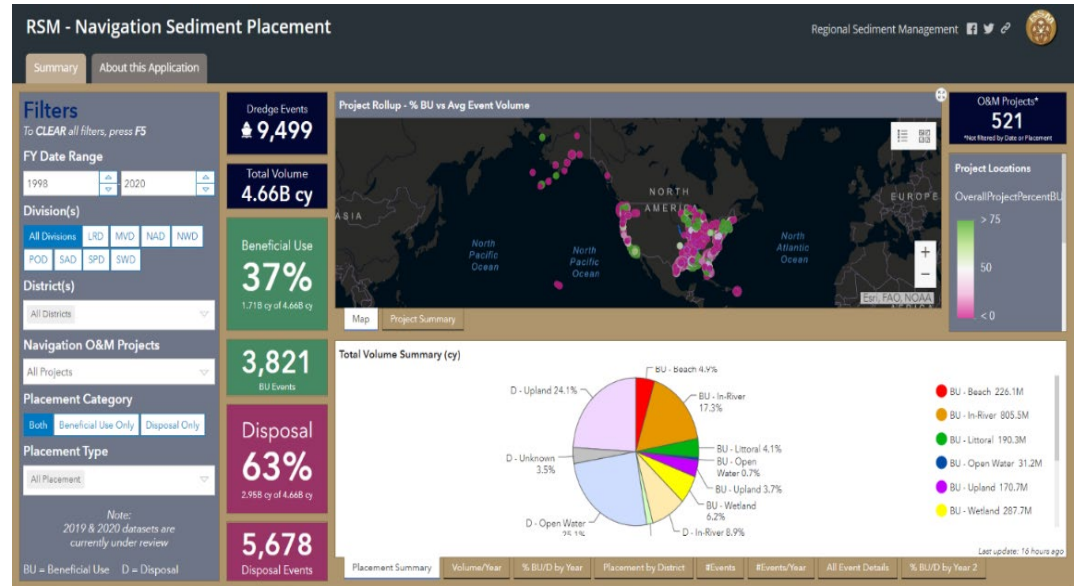 RSM - Navigation Sediment Placement
Regional Sediment Management
Summary
About this Application
Filters
To CLEAR all filters, press F5
FY Date Range
1998
2020
Division(s)
All Divisions LRD MVD NAD NWD
POD SAD SPD SWD
District(s)
All Districts
Navigation O&M Projects
All Projects
Placement Category
Both Beneficial Use Only Disposal Only
Placement Type
All Placement
Note:
2019 & 2020 datasets are
currently under review
BU = Beneficial Use D = Disposal
Dredge Events
9,499
Total Volume
4.66B cy
Beneficial Use
37%
1.71B cy of 4.66B cy
3,821
BU Events
Disposal
63%
2.95B cy of 4.66B cy
5,678
Disposal Events
Project Rollup - % BU vs Avg Event Volume
ASIA
NORTH
AMERICA
EUROPE
North
Pacific
Ocean
North
Pacific
Ocean
North
Atlantic
Ocean
+
−
Esri, FAO, NOAA
Map Project Summary
O&M Projects*
521
*Not filtered by Date or Placement
Project Locations
OverallProjectPercentBU
> 75
50
< 0
Total Volume Summary (cy)
BU - Beach 4.9%
BU - In-River
17.3%
BU - Littoral 4.1%
BU - Open
Water 0.7%
BU - Upland 3.7%
BU - Wetland
6.2%
D - In-River 8.9%
D - Open Water
25.1%
D - Unknown
3.5%
D - Upland 24.1%
BU - Beach 226.1M
BU - In-River 805.5M
BU - Littoral 190.3M
BU - Open Water 31.2M
BU - Upland 170.7M
BU - Wetland 287.7M
Last update: 16 hours ago
Placement Summary Volume/Year % BU/D by Year Placement by District #Events #Events/Year All Event Details % BU/D by Year 2